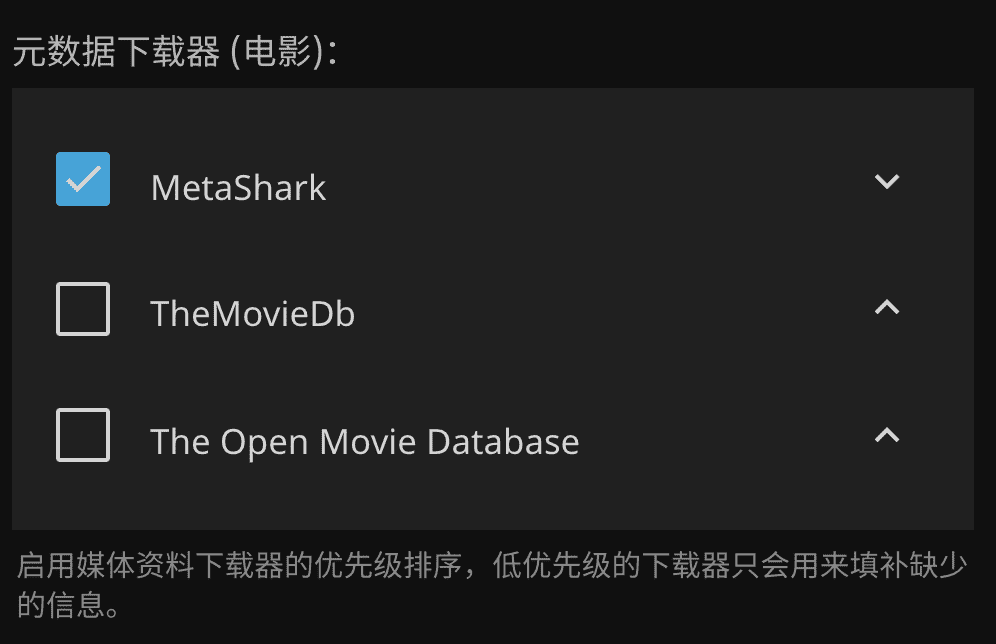 元数据下载器 (电影)：
MetaShark
TheMovieDb
The Open Movie Database
启用媒体资料下载器的优先级排序，低优先级的下载器只会用来填补缺少
的信息。